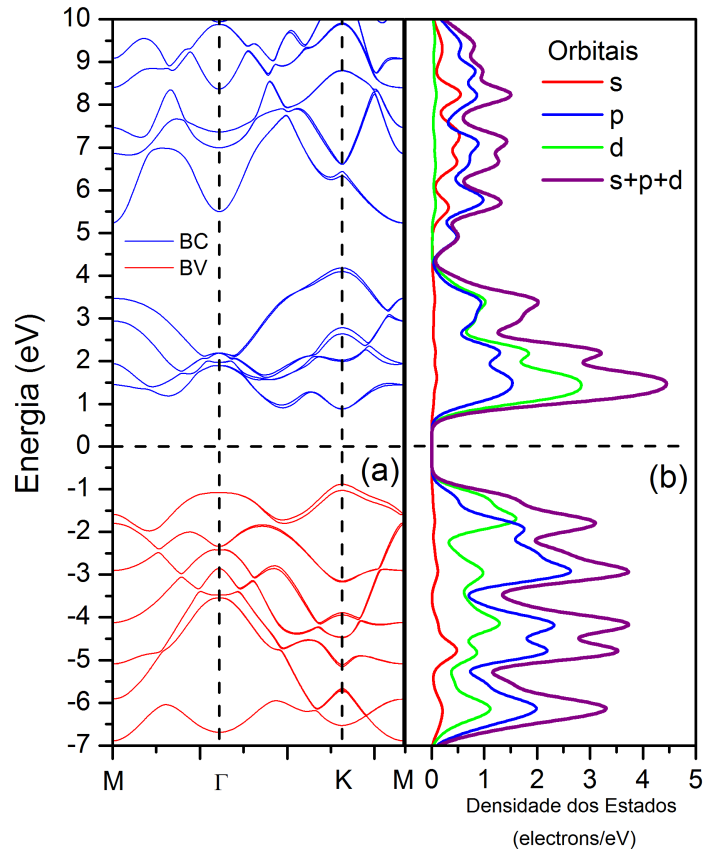 10
9
8
7
6
5
4
3
2
1
0
-1
-2
-3
-4
-5
-6
-7
Energia (eV)
BC
BV
(a)
M Γ K M
Orbitais
s
p
d
s+p+d
(b)
0 1 2 3 4 5
Densidade dos Estados
(electrons/eV)